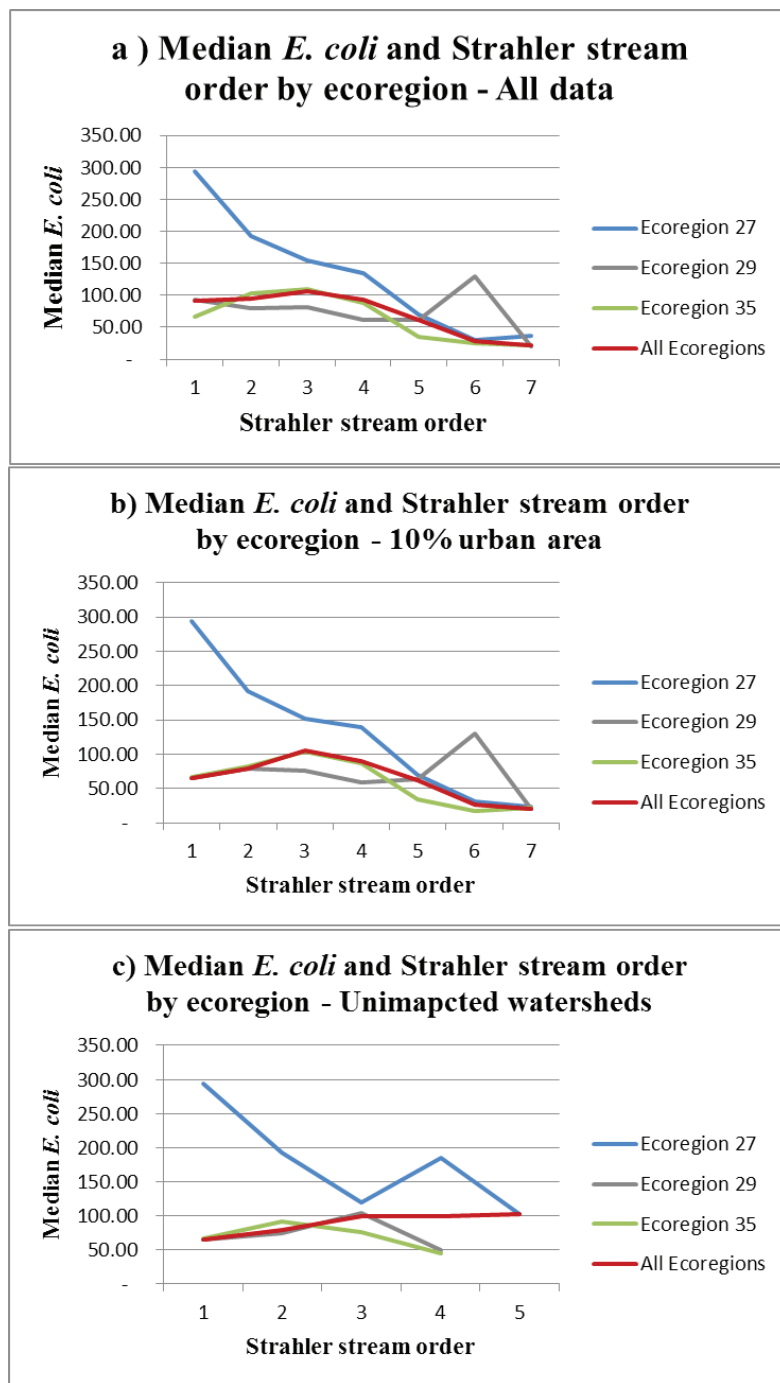 a ) Median E. coli and Strahler stream
order by ecoregion - All data
350.00
300.00
250.00
200.00
150.00
100.00
50.00
-
Median E. coli
1 2 3 4 5 6 7
Strahler stream order
Ecoregion 27
Ecoregion 29
Ecoregion 35
All Ecoregions
b) Median E. coli and Strahler stream order
by ecoregion - 10% urban area
350.00
300.00
250.00
200.00
150.00
100.00
50.00
-
Median E. coli
1 2 3 4 5 6 7
Strahler stream order
Ecoregion 27
Ecoregion 29
Ecoregion 35
All Ecoregions
c) Median E. coli and Strahler stream order
by ecoregion - Unimapcted watersheds
350.00
300.00
250.00
200.00
150.00
100.00
50.00
-
Median E. coli
1 2 3 4 5
Strahler stream order
Ecoregion 27
Ecoregion 29
Ecoregion 35
All Ecoregions